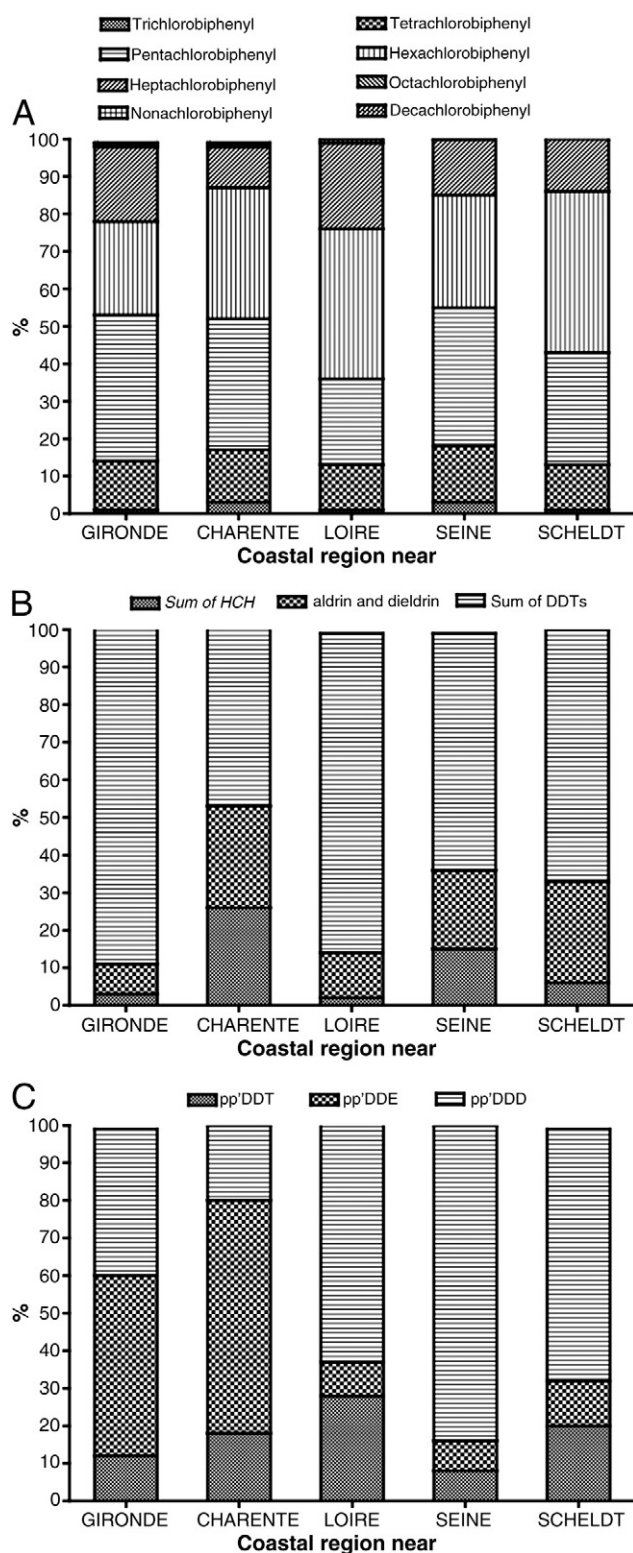 Trichlorobiphenyl Tetrachlorobiphenyl
Pentachlorobiphenyl Hexachlorobiphenyl
Heptachlorobiphenyl Octachlorobiphenyl
Nonachlorobiphenyl Decachlorobiphenyl
A
100
90
80
70
60
50
40
30
20
10
0
%
GIRONDE CHARENTE LOIRE SEINE SCHELDT
Coastal region near
B
Sum of HCH aldrin and dieldrin Sum of DDTs
100
90
80
70
60
50
40
30
20
10
0
%
GIRONDE CHARENTE LOIRE SEINE SCHELDT
Coastal region near
C
pp'DDT pp'DDE pp'DDD
100
90
80
70
60
50
40
30
20
10
0
%
GIRONDE CHARENTE LOIRE SEINE SCHELDT
Coastal region near